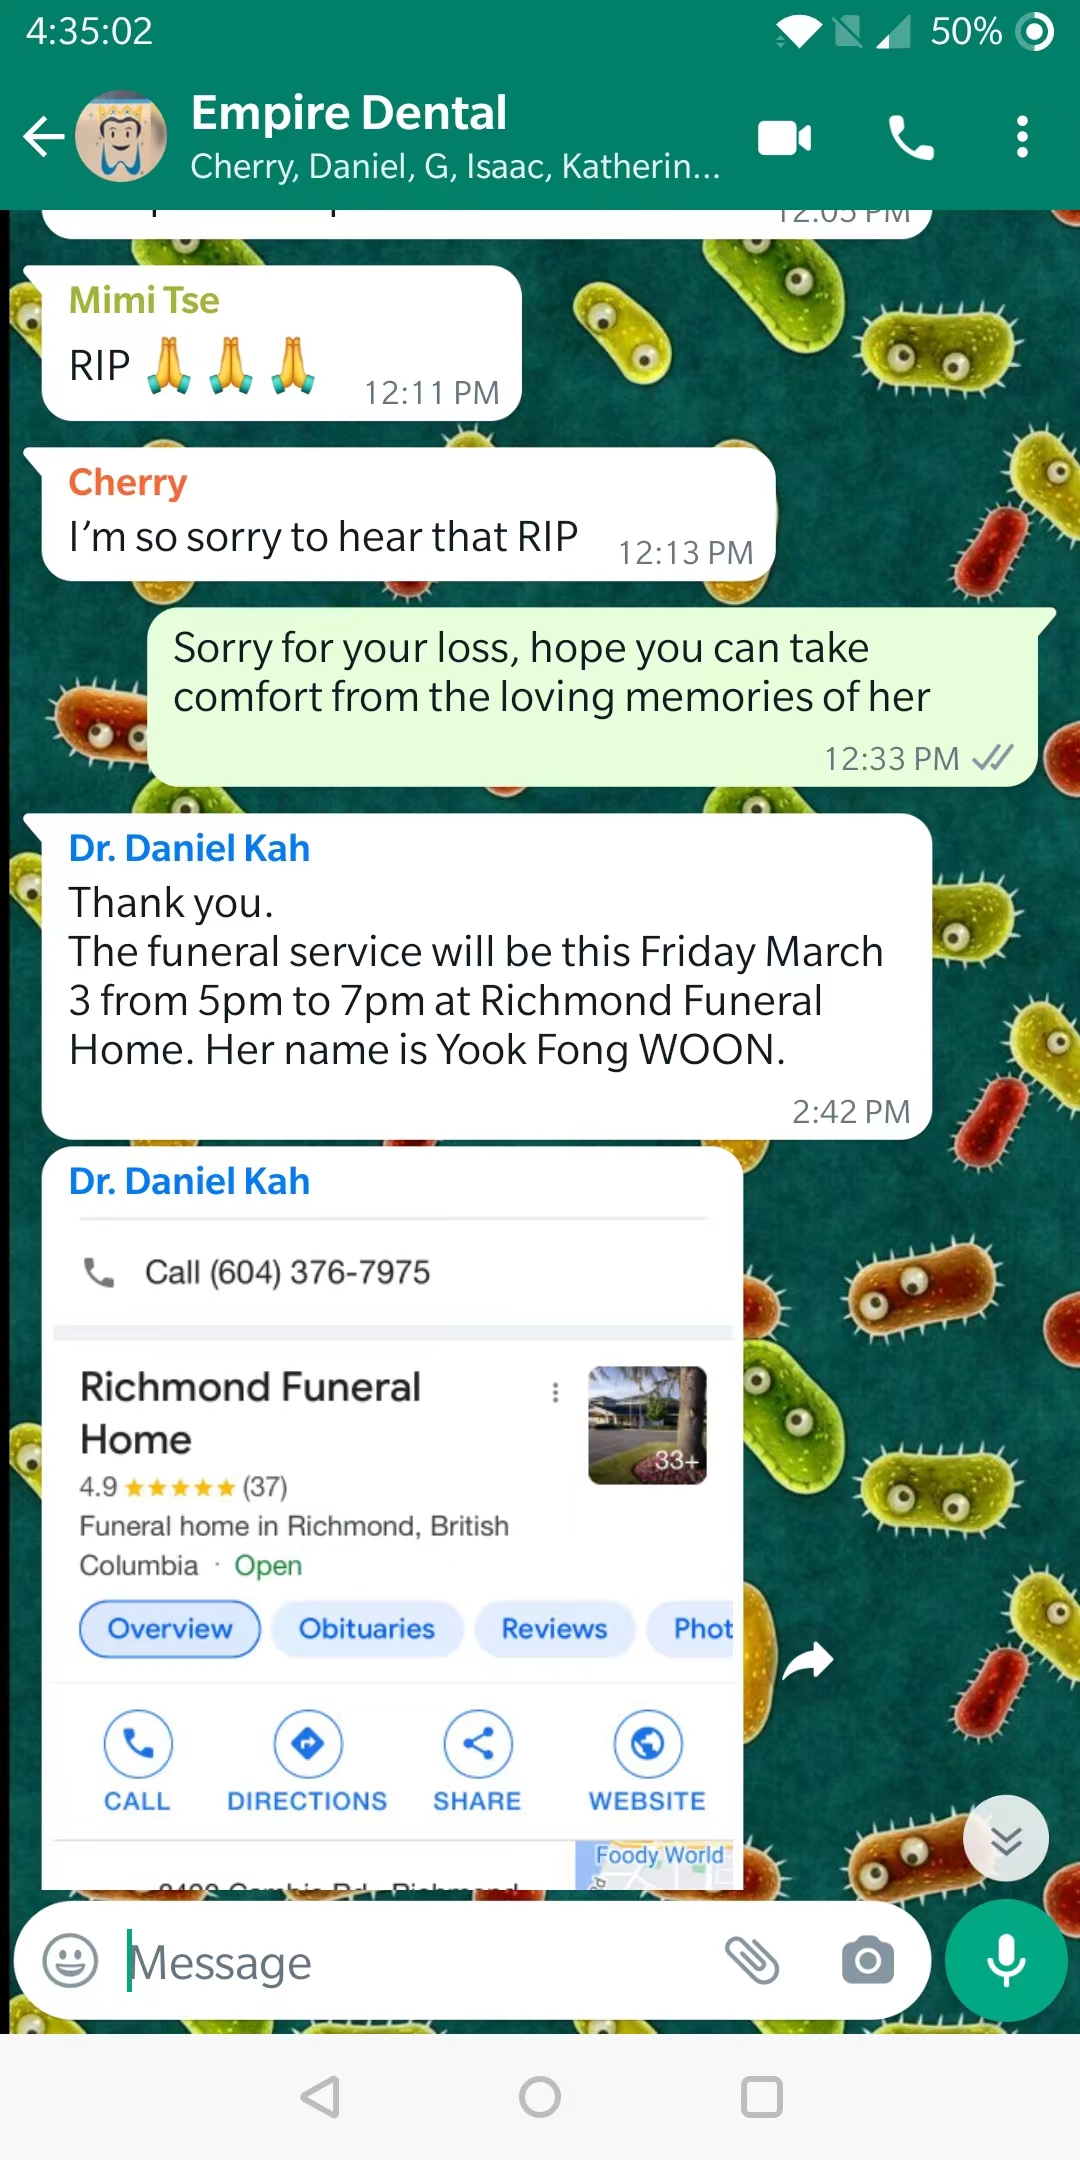 4:35:02
50%
Empire Dental
Cherry, Daniel, G, Isaac, Katherin...
12:05 PM
Mimi Tse
RIP 🙏 🙏 🙏
12:11 PM
Cherry
I'm so sorry to hear that RIP
12:13 PM
Sorry for your loss, hope you can take
comfort from the loving memories of her
12:33 PM
Dr. Daniel Kah
Thank you.
The funeral service will be this Friday March
3 from 5pm to 7pm at Richmond Funeral
Home. Her name is Yook Fong WOON.
2:42 PM
Dr. Daniel Kah
Call (604) 376-7975
Richmond Funeral
Home
33+
4.9 ★★★★★ (37)
Funeral home in Richmond, British
Columbia · Open
Overview Obituaries Reviews Phot
CALL DIRECTIONS SHARE WEBSITE
Foody World
Cambie Rd, Richmond
Message